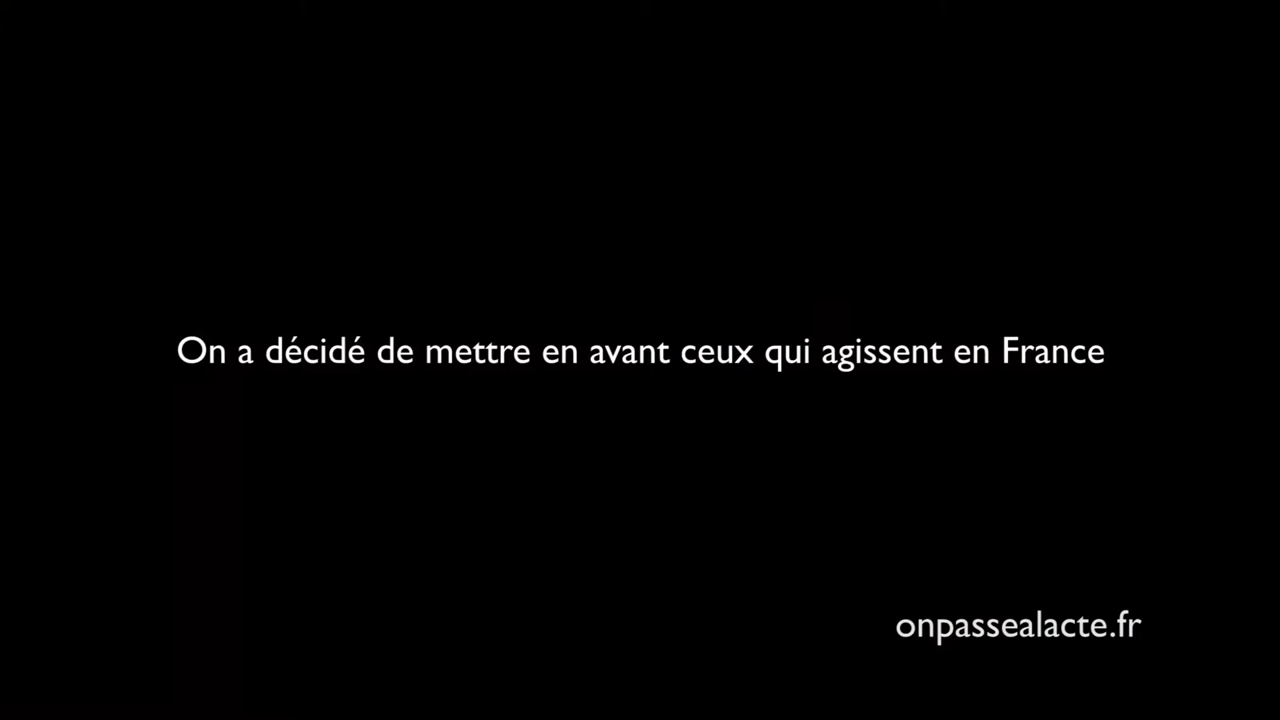 On a décidé de mettre en avant ceux qui agissent en France
onpassealacte.fr